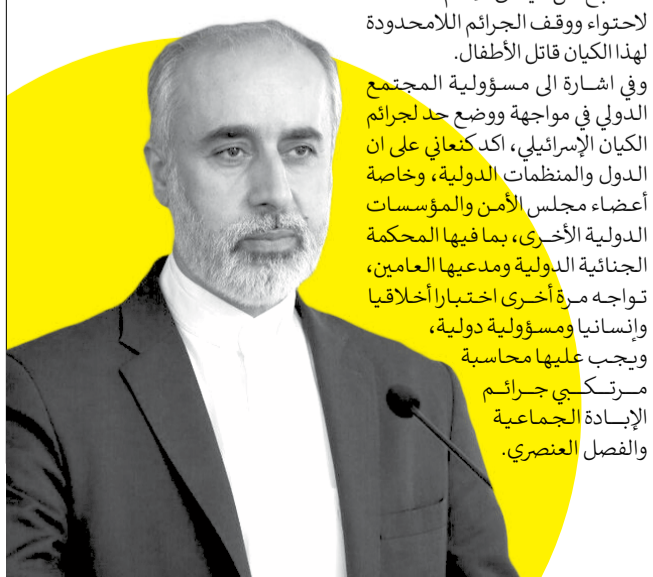 لاحتواء ووقف الجرائم اللامحدودة
لهذا الكيان قاتل الأطفال.
وفي اشارة الى مسؤولية المجتمع
الدولي في مواجهة ووضع حد لجرائم
الكيان الإسرائيلي، اكد كنعاني على ان
الدول والمنظمات الدولية، وخاصة
أعضاء مجلس الأمن والمؤسسات
الدولية الأخرى، بما فيها المحكمة
الجنائية الدولية ومدعيها العامين،
تواجه مرة أخرى اختبارا أخلاقيا
وإنسانيا ومسؤولية دولية،
ويجب عليها محاسبة
مرتكبي جرائم
الإبادة الجماعية
والفصل العنصري.